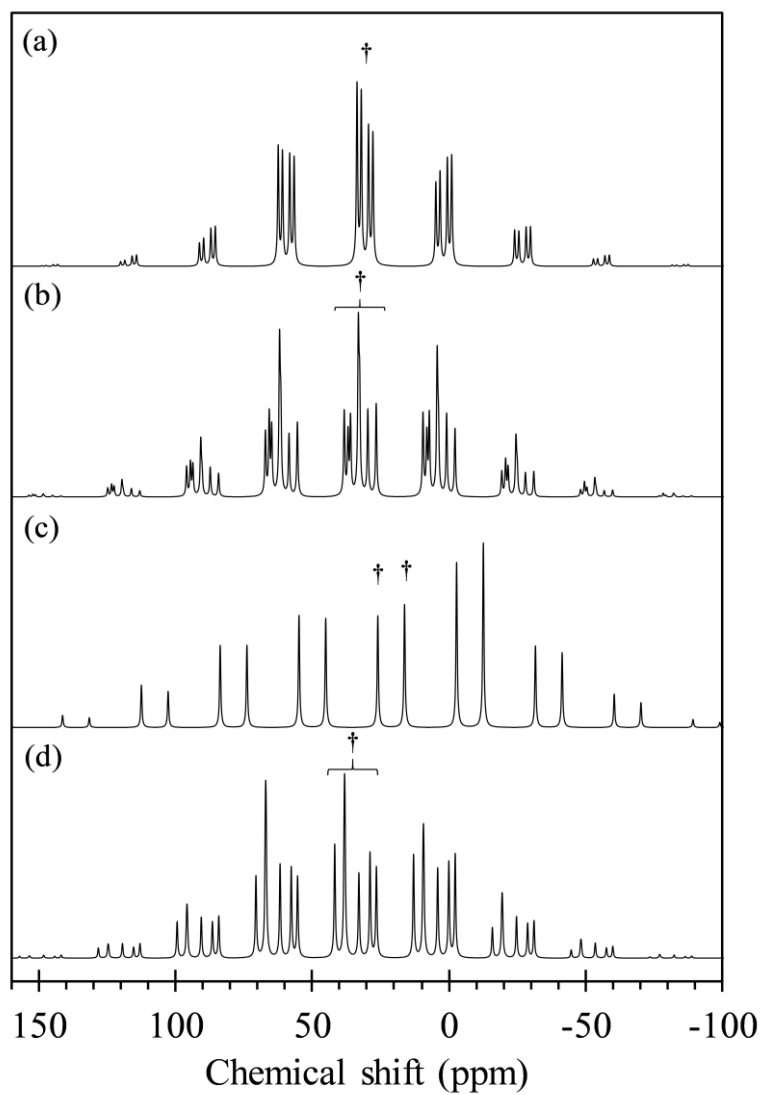 (a)
†
(b)
†
(c)
† †
(d)
†
150 100 50 0 -50 -100
Chemical shift (ppm)